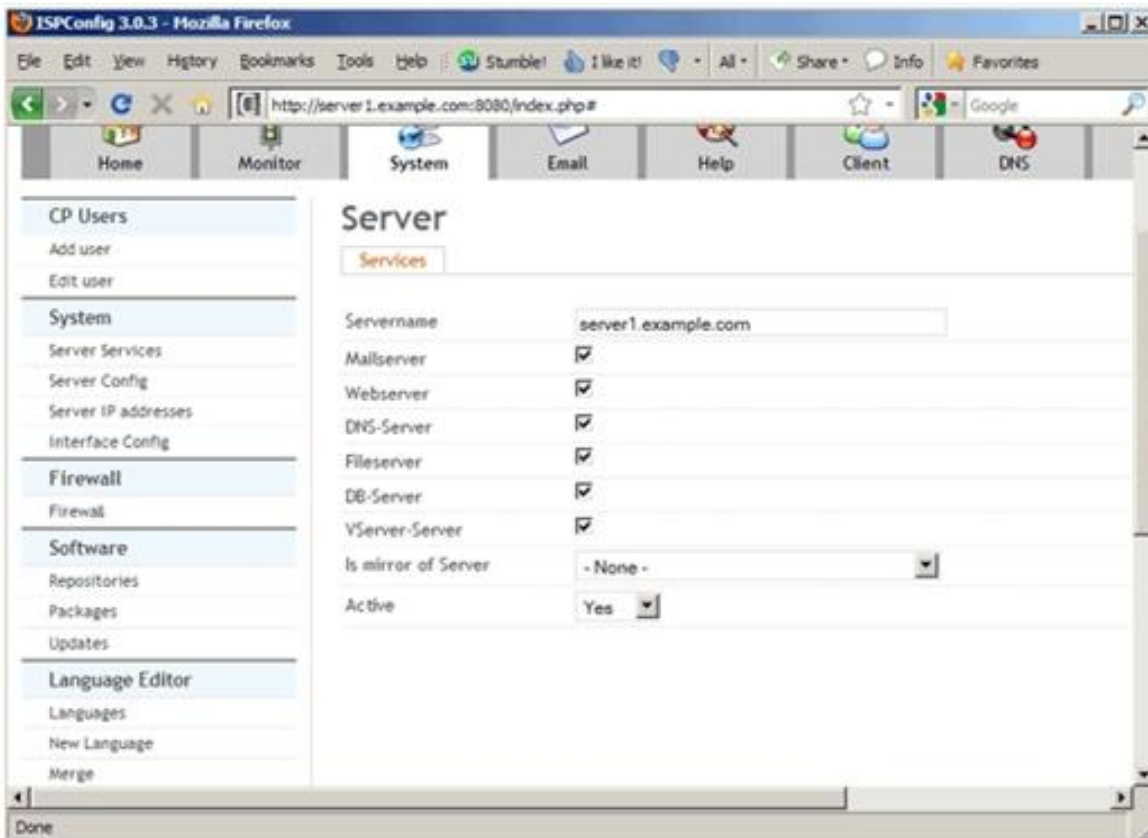 ISPConfig 3.0.3 - Mozilla Firefox
File Edit View History Bookmarks Tools Help Stumble! I like it! All Share Info Favorites
http://server1.example.com:8080/index.php# Google
Home Monitor System Email Help Client DNS
CP Users
Add user
Edit user
System
Server Services
Server Config
Server IP addresses
Interface Config
Firewall
Firewall
Software
Repositories
Packages
Updates
Language Editor
Languages
New Language
Merge
Server
Services
Servername server1.example.com
Mailserver
Webserver
DNS-Server
Fileserver
DB-Server
VServer-Server
Is mirror of Server - None -
Active Yes
Done